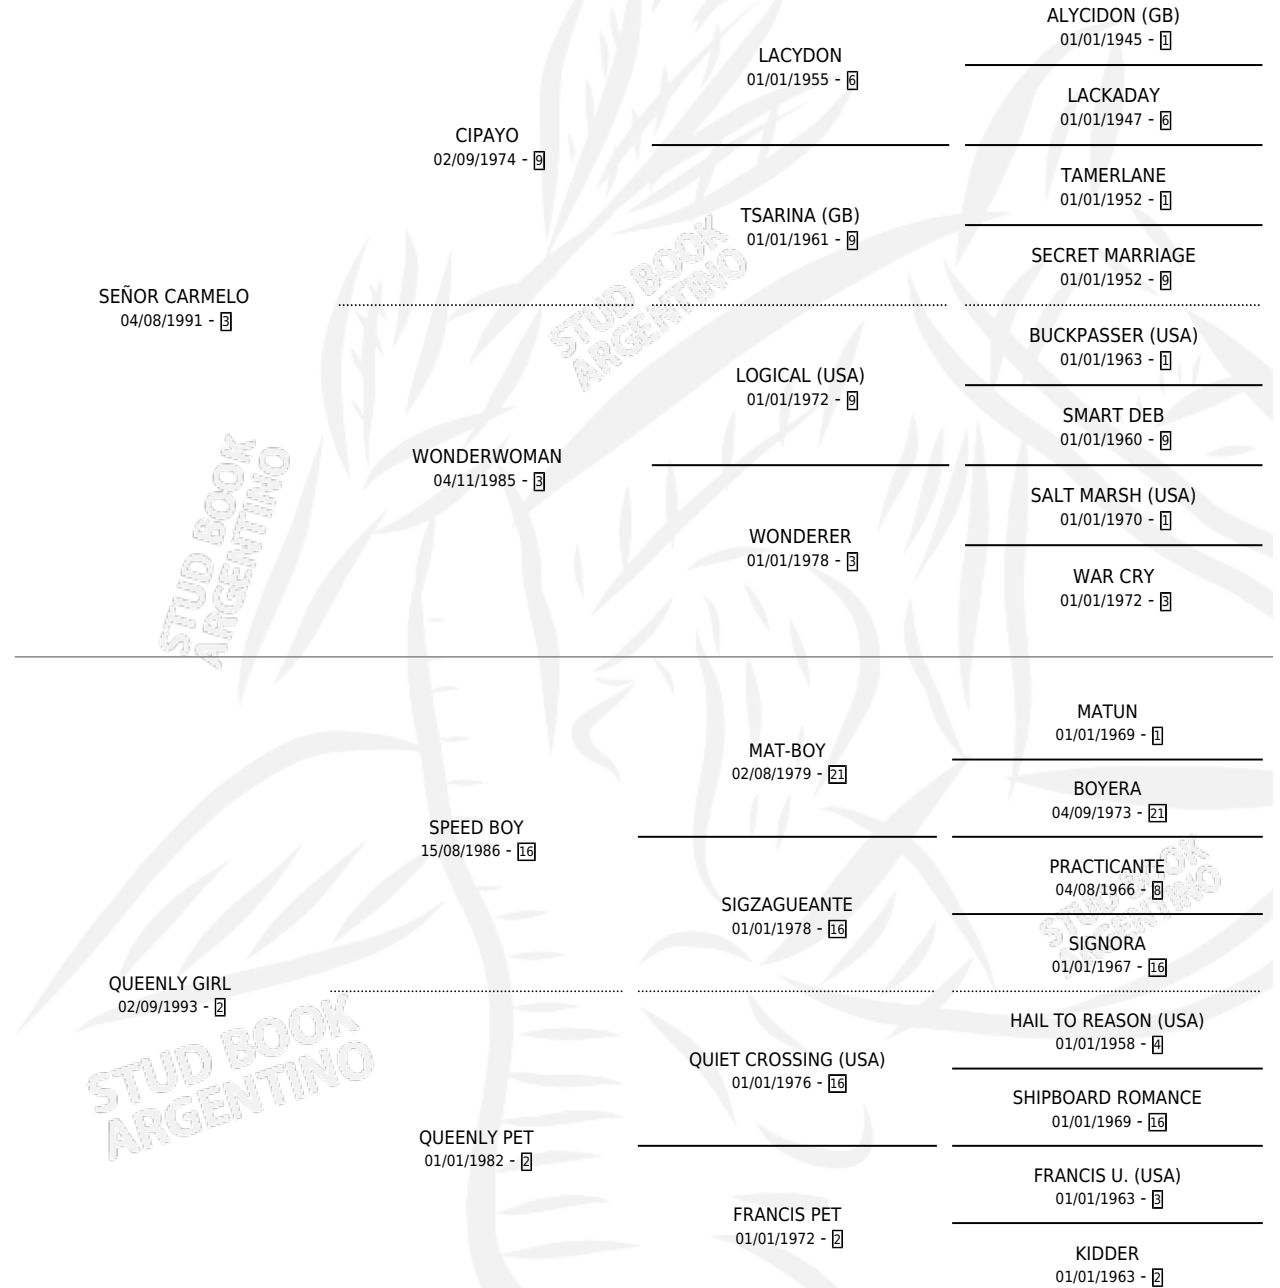 ALYCIDON (GB)
01/01/1945 - 1
LACYDON
01/01/1955 - 6
LACKADAY
01/01/1947 - 6
CIPAYO
02/09/1974 - 9
TAMERLANE
01/01/1952 - 1
TSARINA (GB)
01/01/1961 - 9
SECRET MARRIAGE
01/01/1952 - 9
SEÑOR CARMELO
04/08/1991 - 3
BUCKPASSER (USA)
01/01/1963 - 1
LOGICAL (USA)
01/01/1972 - 9
SMART DEB
01/01/1960 - 9
WONDERWOMAN
04/11/1985 - 3
SALT MARSH (USA)
01/01/1970 - 1
WONDERER
01/01/1978 - 3
WAR CRY
01/01/1972 - 3
MATUN
01/01/1969 - 1
MAT-BOY
02/08/1979 - 21
BOYERA
04/09/1973 - 21
SPEED BOY
15/08/1986 - 16
PRACTICANTE
04/08/1966 - 8
SIGZAGUEANTE
01/01/1978 - 16
SIGNORA
01/01/1967 - 16
QUEENLY GIRL
02/09/1993 - 2
HAIL TO REASON (USA)
01/01/1958 - 4
QUIET CROSSING (USA)
01/01/1976 - 16
SHIPBOARD ROMANCE
01/01/1969 - 16
QUEENLY PET
01/01/1982 - 2
FRANCIS U. (USA)
01/01/1963 - 3
FRANCIS PET
01/01/1972 - 2
KIDDER
01/01/1963 - 2
STUD BOOK
ARGENTINO
STUD BOOK
ARGENTINO
STUD BOOK
ARGENTINO
STUD BOOK
ARGENTINO